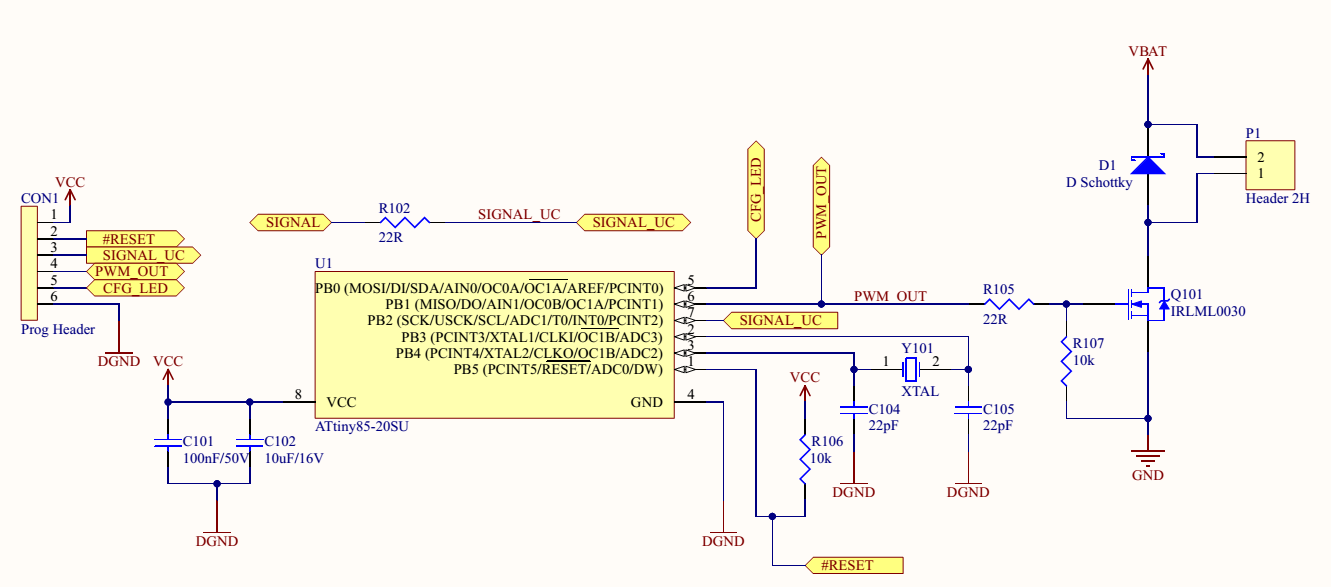 VBAT
P1
2
1
Header 2H
D1
D Schottky
CON1
VCC
1
2
3
4
5
6
#RESET
SIGNAL_UC
PWM_OUT
CFG_LED
Prog Header
DGND
SIGNAL
R102
22R
SIGNAL_UC
SIGNAL_UC
CFG_LED
PWM_OUT
U1
PB0 (MOSI/DI/SDA/AIN0/OC0A/OC1A/AREF/PCINT0)
PB1 (MISO/DO/AIN1/OC0B/OC1A/PCINT1)
PB2 (SCK/USCK/SCL/ADC1/T0/INT0/PCINT2)
PB3 (PCINT3/XTAL1/CLKI/OC1B/ADC3)
PB4 (PCINT4/XTAL2/CLKO/OC1B/ADC2)
PB5 (PCINT5/RESET/ADC0/DW)
5
6
7
2
3
1
VCC
GND
8
4
ATtiny85-20SU
SIGNAL_UC
PWM_OUT
R105
22R
Q101
IRLML0030
R107
10k
GND
Y101
1
2
XTAL
C104
22pF
C105
22pF
DGND
DGND
VCC
R106
10k
VCC
C101
100nF/50V
C102
10uF/16V
DGND
DGND
#RESET